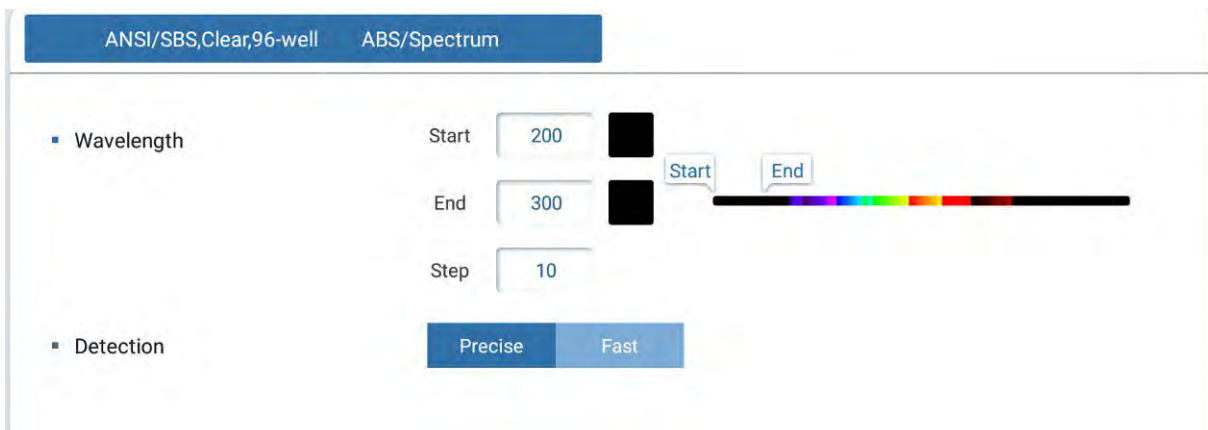 ANSI/SBS,Clear,96-well ABS/Spectrum
Wavelength
Start 200
Start End
End 300
Step 10
Detection
Precise Fast